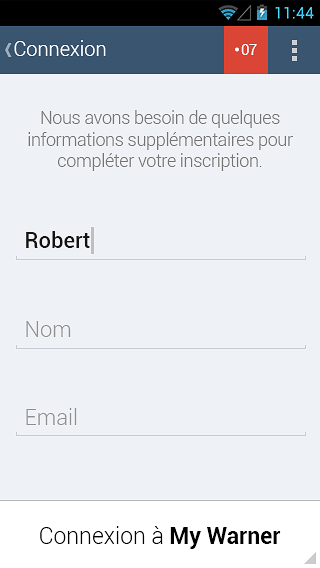 11:44
Connexion
•07
Nous avons besoin de quelques
informations supplémentaires pour
compléter votre inscription.
Robert
Nom
Email
Connexion à My Warner